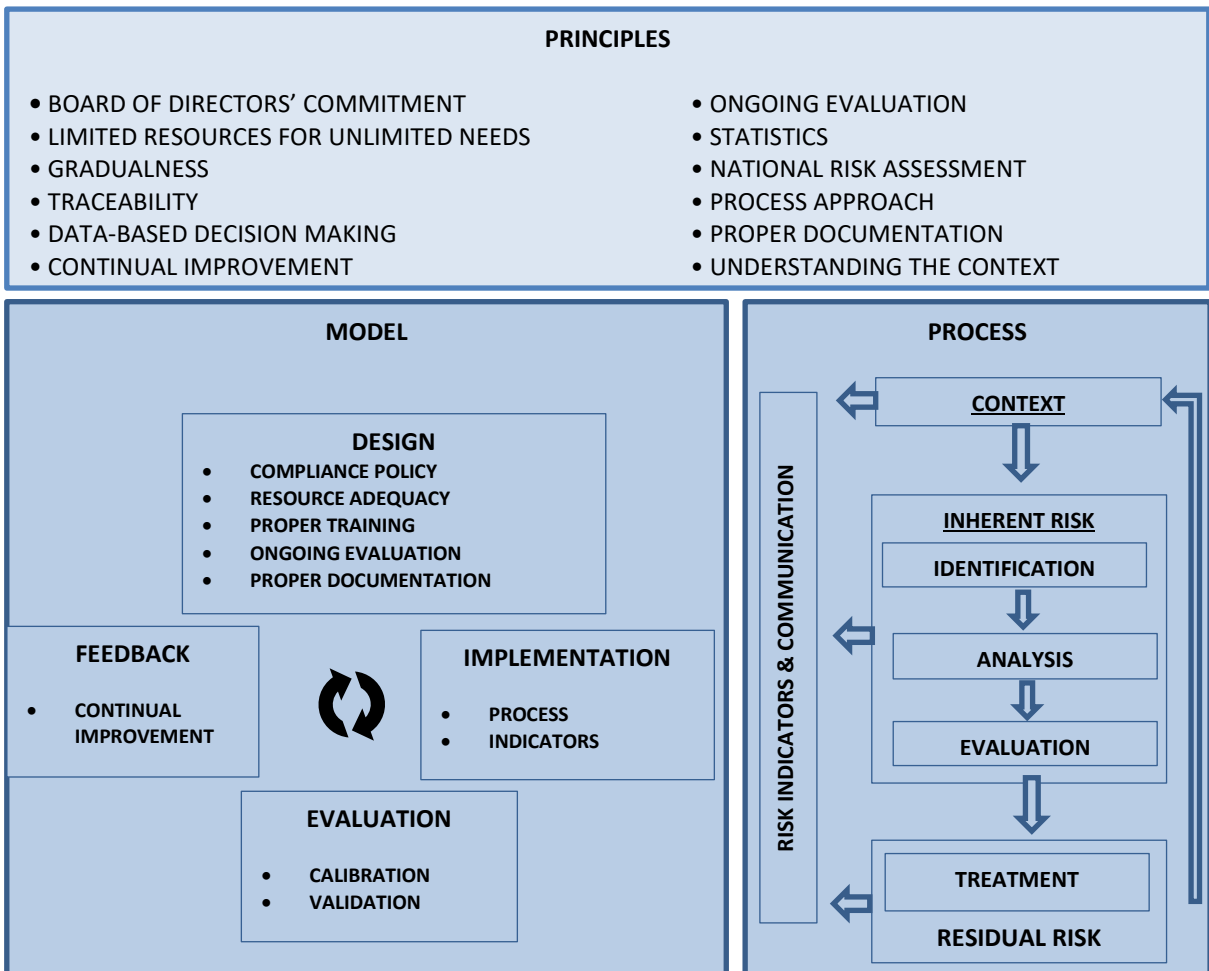 PRINCIPLES
• BOARD OF DIRECTORS’ COMMITMENT
• LIMITED RESOURCES FOR UNLIMITED NEEDS
• GRADUALNESS
• TRACEABILITY
• DATA-BASED DECISION MAKING
• CONTINUAL IMPROVEMENT
• ONGOING EVALUATION
• STATISTICS
• NATIONAL RISK ASSESSMENT
• PROCESS APPROACH
• PROPER DOCUMENTATION
• UNDERSTANDING THE CONTEXT
MODEL
DESIGN
• COMPLIANCE POLICY
• RESOURCE ADEQUACY
• PROPER TRAINING
• ONGOING EVALUATION
• PROPER DOCUMENTATION
FEEDBACK
• CONTINUAL
IMPROVEMENT
IMPLEMENTATION
• PROCESS
• INDICATORS
EVALUATION
• CALIBRATION
• VALIDATION
PROCESS
RISK INDICATORS & COMMUNICATION
CONTEXT
INHERENT RISK
IDENTIFICATION
ANALYSIS
EVALUATION
TREATMENT
RESIDUAL RISK